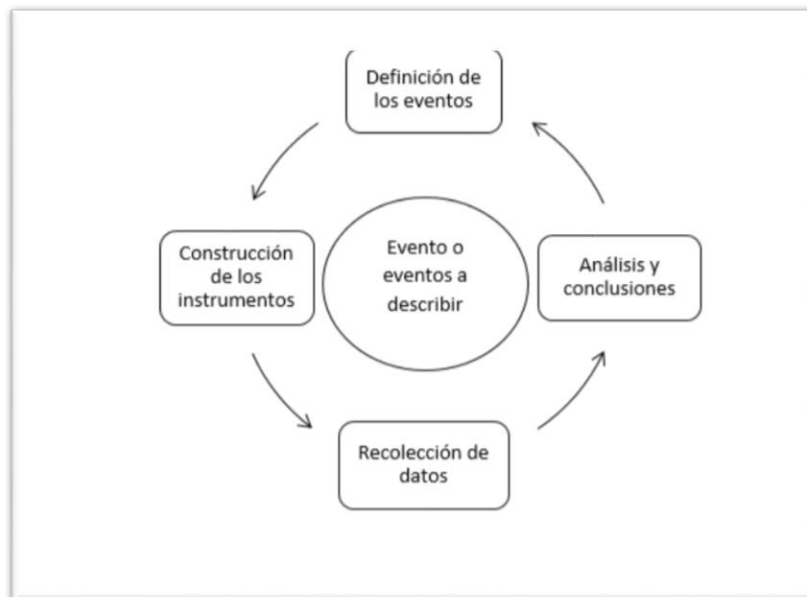 Definición de
los eventos
Construcción
de los
instrumentos
Evento o
eventos a
describir
Análisis y
conclusiones
Recolección de
datos